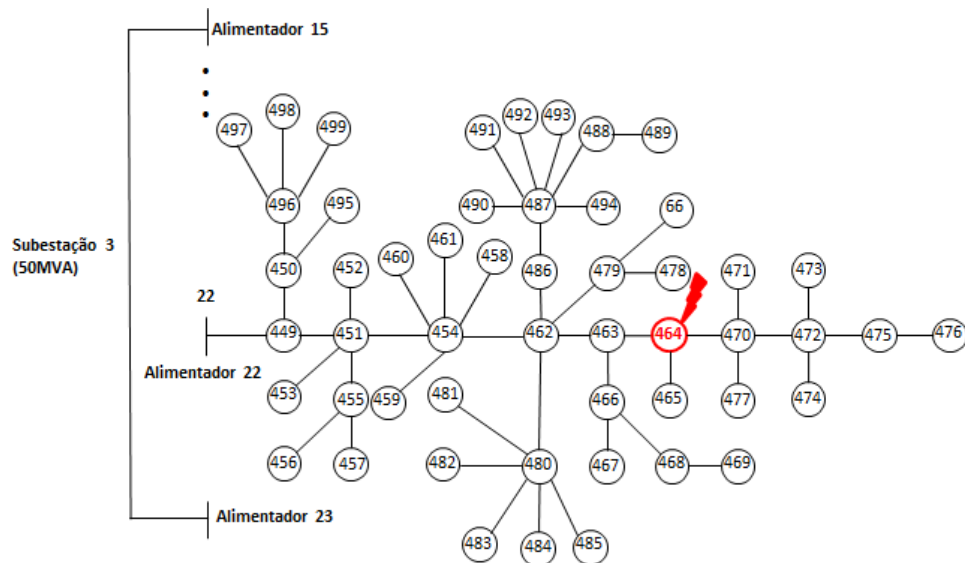 Alimentador 15
498
492 493
497 499 491 488 489
496 495 490 487 494 66
461
Subestação 3
(50MVA)
460 458
450 452 486 479 478 471 473
22
449 451 454 462 463 464 470 472 475 476
Alimentador 22
453 455 459 481 466 465 477 474
456 457 482 480 467 468 469
Alimentador 23
483 484 485